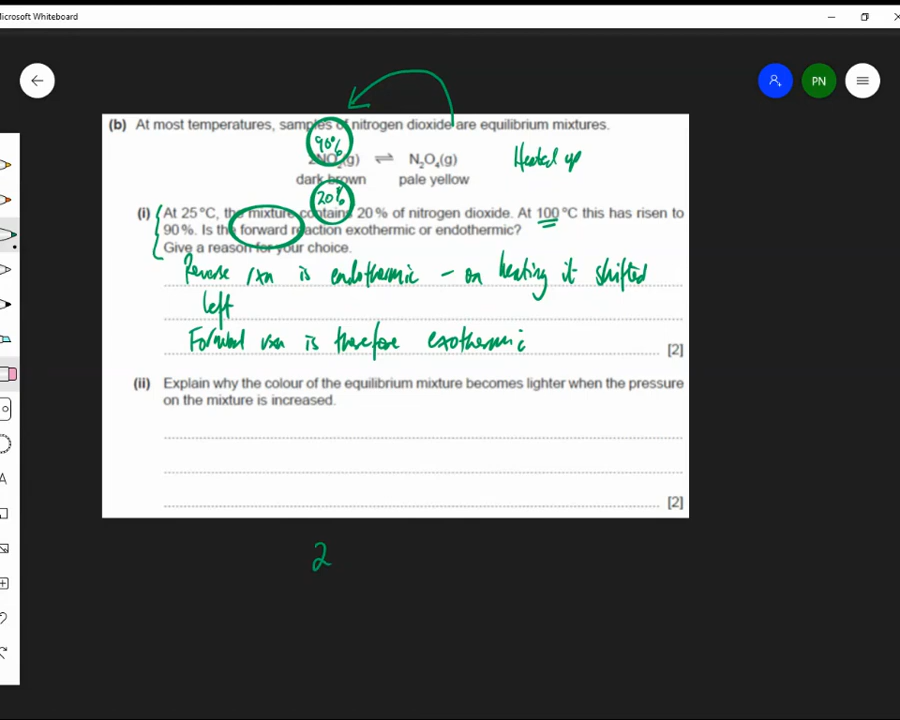 Microsoft Whiteboard
PN
(b) At most temperatures, samples of nitrogen dioxide are equilibrium mixtures.
90%
2NO₂(g) ⇌ N₂O₄(g) Heated up
dark brown pale yellow
20%
(i) At 25°C, the mixture contains 20% of nitrogen dioxide. At 100°C this has risen to
90%. Is the forward reaction exothermic or endothermic?
Give a reason for your choice.
Reverse rxn is endothermic – on heating it shifted
left
Forward rxn is therefore exothermic
[2]
(ii) Explain why the colour of the equilibrium mixture becomes lighter when the pressure
on the mixture is increased.
[2]
2